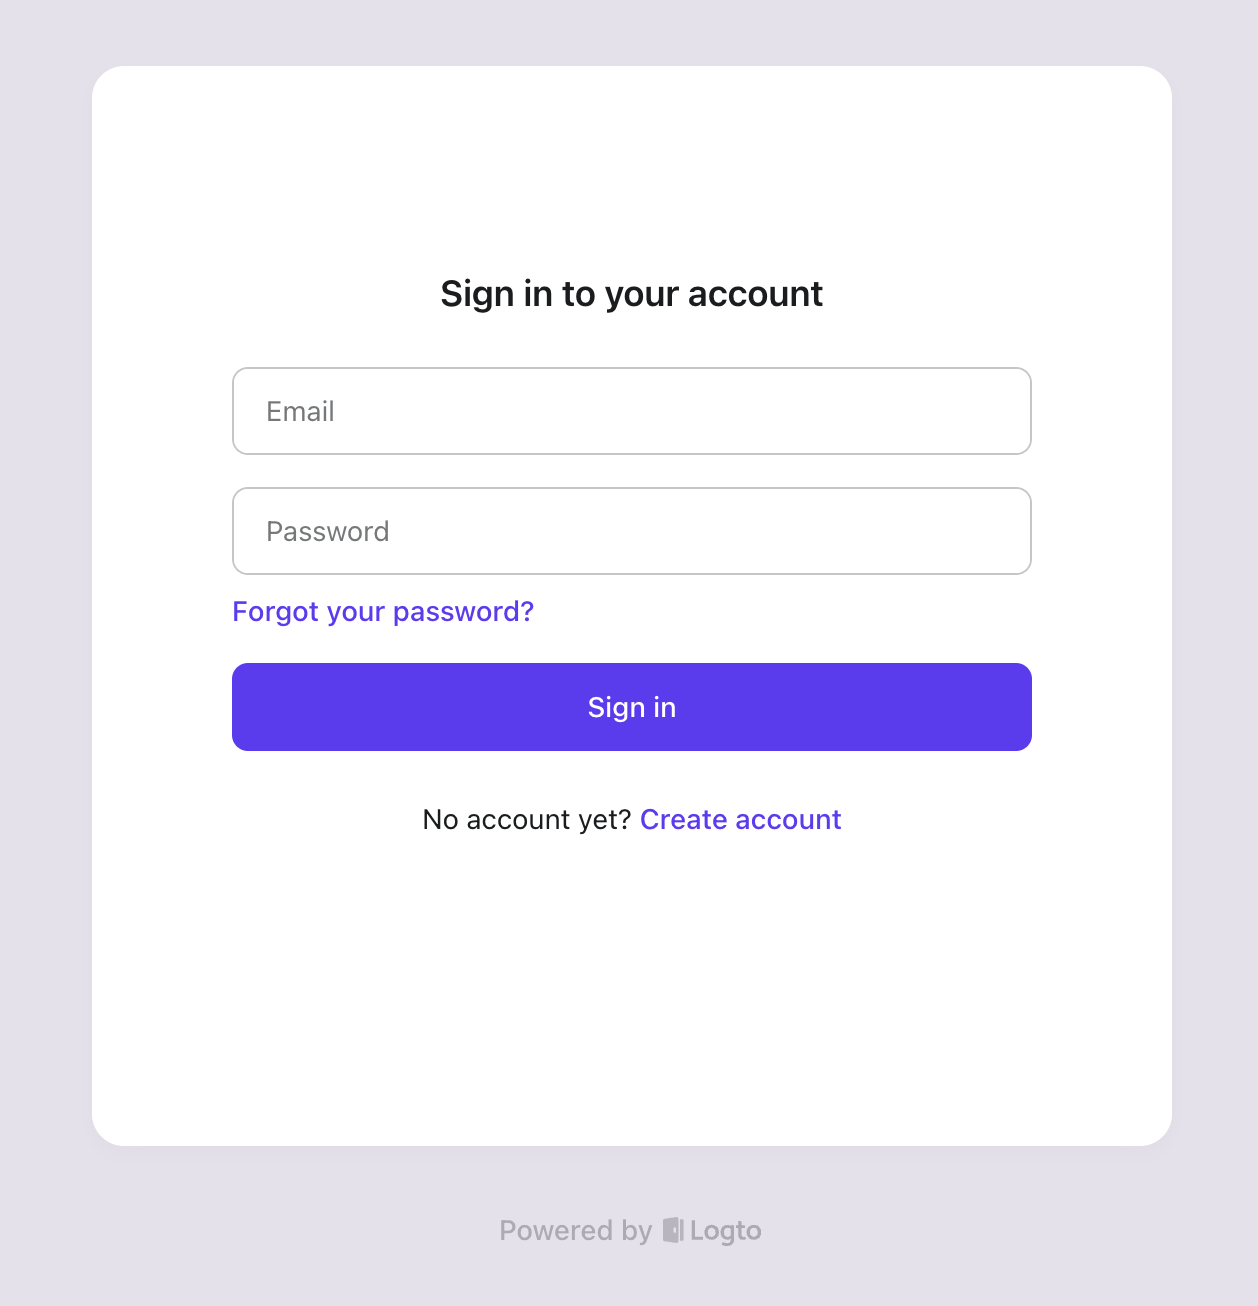 Sign in to your account
Email
Password
Forgot your password?
Sign in
No account yet? Create account
Powered by Logto